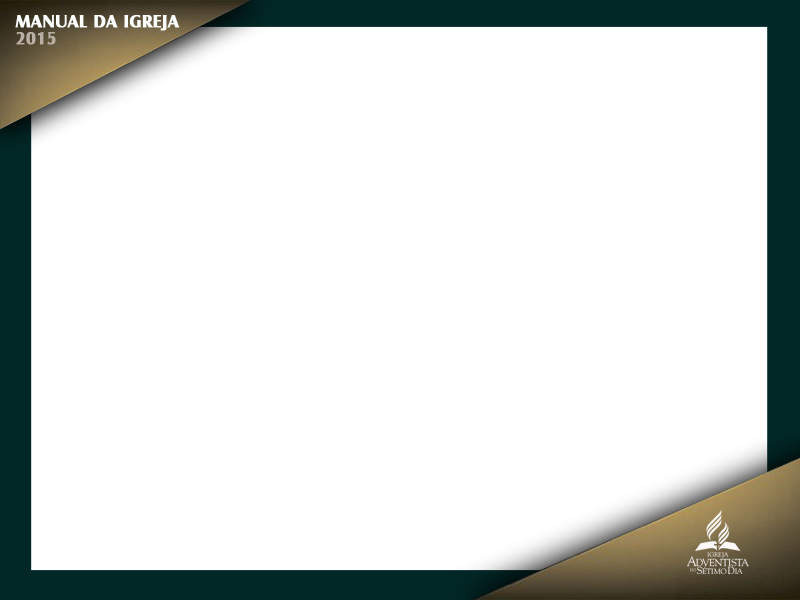 MANUAL DA IGREJA
2015
IGREJA
ADVENTISTA
DO SÉTIMO DIA